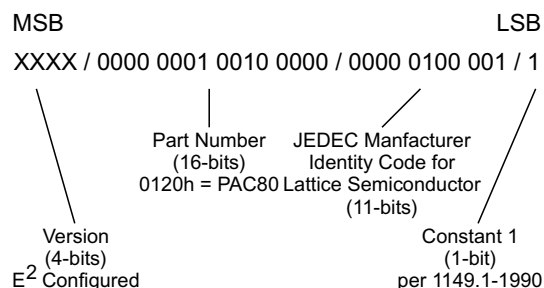 MSB LSB
XXXX / 0000 0001 0010 0000 / 0000 0100 001 / 1
Part Number
(16-bits)
0120h = PAC80
JEDEC Manfacturer
Identity Code for
Lattice Semiconductor
(11-bits)
Version
(4-bits)
E² Configured
Constant 1
(1-bit)
per 1149.1-1990